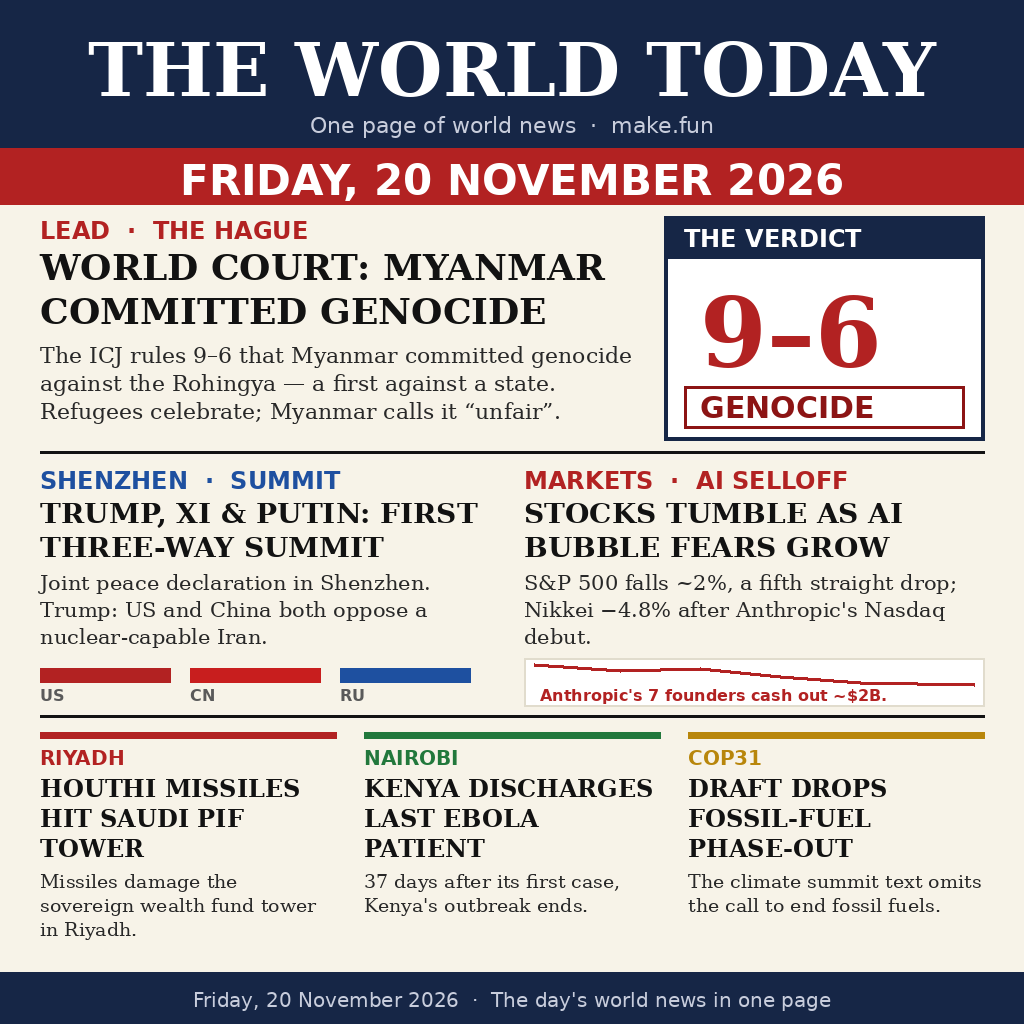 THE WORLD TODAY
One page of world news · make.fun
FRIDAY, 20 NOVEMBER 2026
LEAD · THE HAGUE
WORLD COURT: MYANMAR
COMMITTED GENOCIDE
The ICJ rules 9–6 that Myanmar committed genocide
against the Rohingya — a first against a state.
Refugees celebrate; Myanmar calls it “unfair”.
THE VERDICT
9–6
GENOCIDE
SHENZHEN · SUMMIT
TRUMP, XI & PUTIN: FIRST
THREE-WAY SUMMIT
Joint peace declaration in Shenzhen.
Trump: US and China both oppose a
nuclear-capable Iran.
US
CN
RU
MARKETS · AI SELLOFF
STOCKS TUMBLE AS AI
BUBBLE FEARS GROW
S&P 500 falls ~2%, a fifth straight drop;
Nikkei −4.8% after Anthropic's Nasdaq
debut.
Anthropic's 7 founders cash out ~$2B.
RIYADH
HOUTHI MISSILES
HIT SAUDI PIF
TOWER
Missiles damage the
sovereign wealth fund tower
in Riyadh.
NAIROBI
KENYA DISCHARGES
LAST EBOLA
PATIENT
37 days after its first case,
Kenya's outbreak ends.
COP31
DRAFT DROPS
FOSSIL-FUEL
PHASE-OUT
The climate summit text omits
the call to end fossil fuels.
Friday, 20 November 2026 · The day's world news in one page